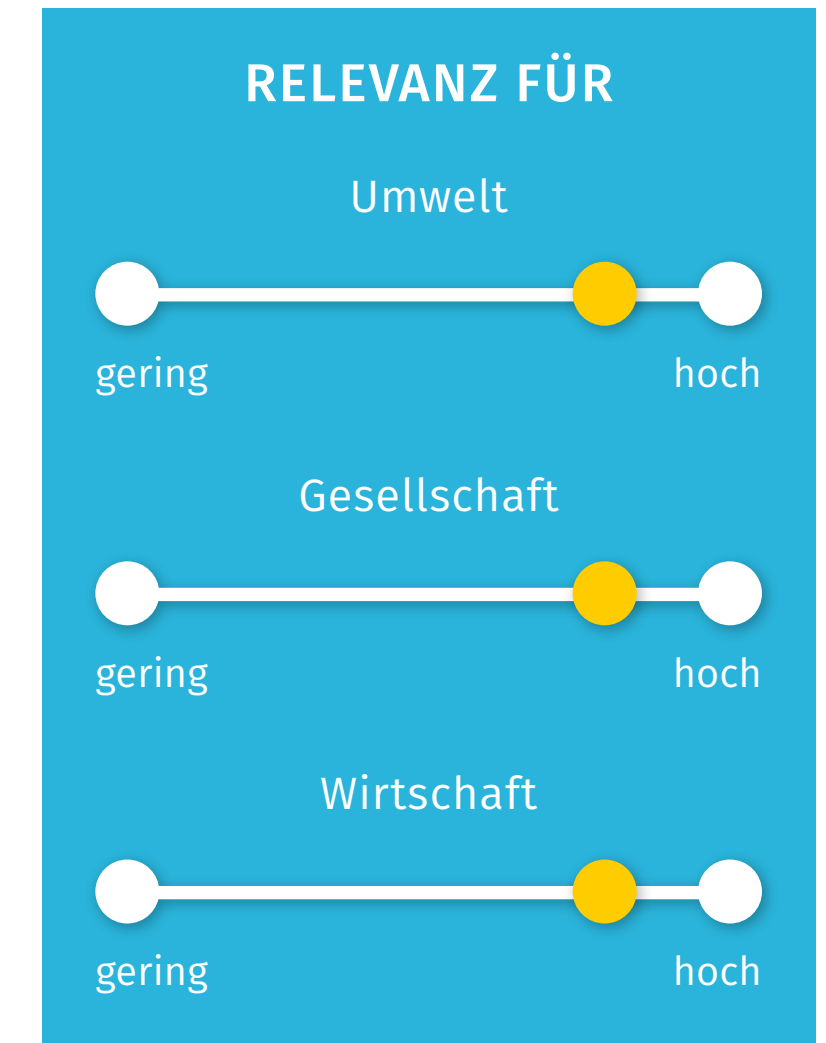 RELEVANZ FÜR
Umwelt
gering hoch
Gesellschaft
gering hoch
Wirtschaft
gering hoch